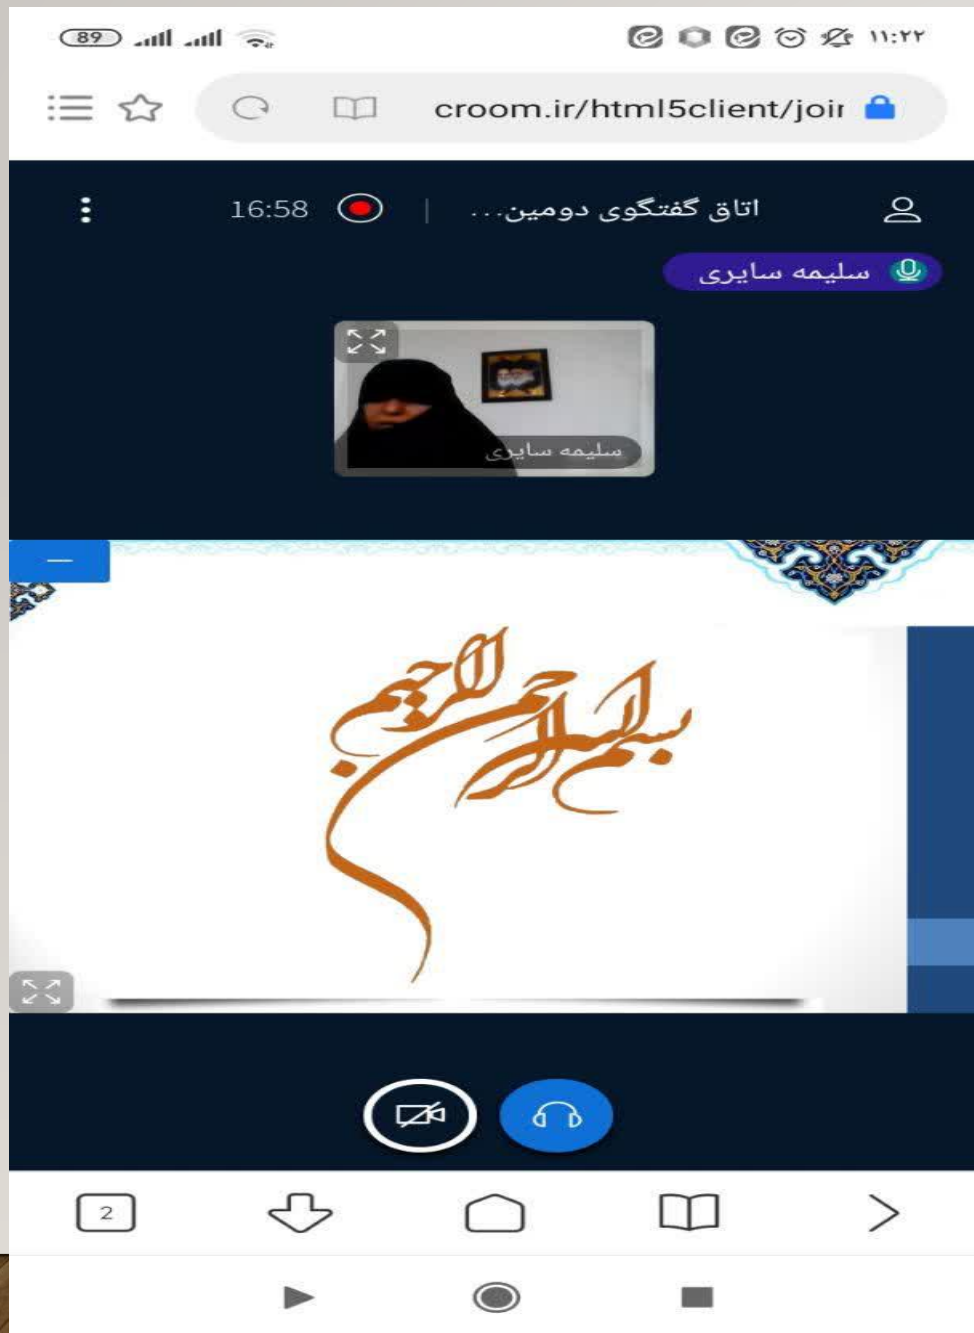 89 ۱۱:۲۲
croom.ir/html5client/joir
16:58 | اتاق گفتگوی دومین...
سلیمه سایری
سلیمه سایری
بسم الله الرحمن الرحیم
2